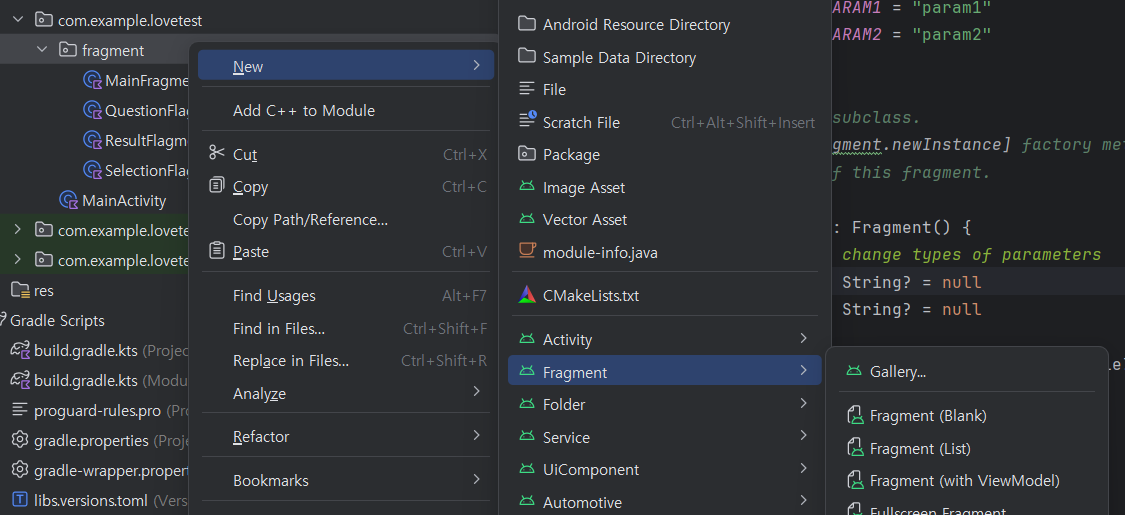 com.example.lovetest
fragment
MainFragme
QuestionFlag
ResultFlagm
SelectionFlag
MainActivity
com.example.lovete
com.example.lovete
res
Gradle Scripts
build.gradle.kts (Projec
build.gradle.kts (Modu
proguard-rules.pro (Pro
gradle.properties (Proje
gradle-wrapper.propert
libs.versions.toml (Vers
New
Add C++ to Module
Cut Ctrl+X
Copy Ctrl+C
Copy Path/Reference...
Paste Ctrl+V
Find Usages Alt+F7
Find in Files... Ctrl+Shift+F
Replace in Files... Ctrl+Shift+R
Analyze
Refactor
Bookmarks
Android Resource Directory
Sample Data Directory
File
Scratch File Ctrl+Alt+Shift+Insert
Package
Image Asset
Vector Asset
module-info.java
CMakeLists.txt
Activity
Fragment
Folder
Service
UiComponent
Automotive
Gallery...
Fragment (Blank)
Fragment (List)
Fragment (with ViewModel)
Fullscreen Fragment
ARAM1 = "param1"
ARAM2 = "param2"
subclass.
gment.newInstance] factory met
f this fragment.
: Fragment() {
change types of parameters
String? = null
String? = null